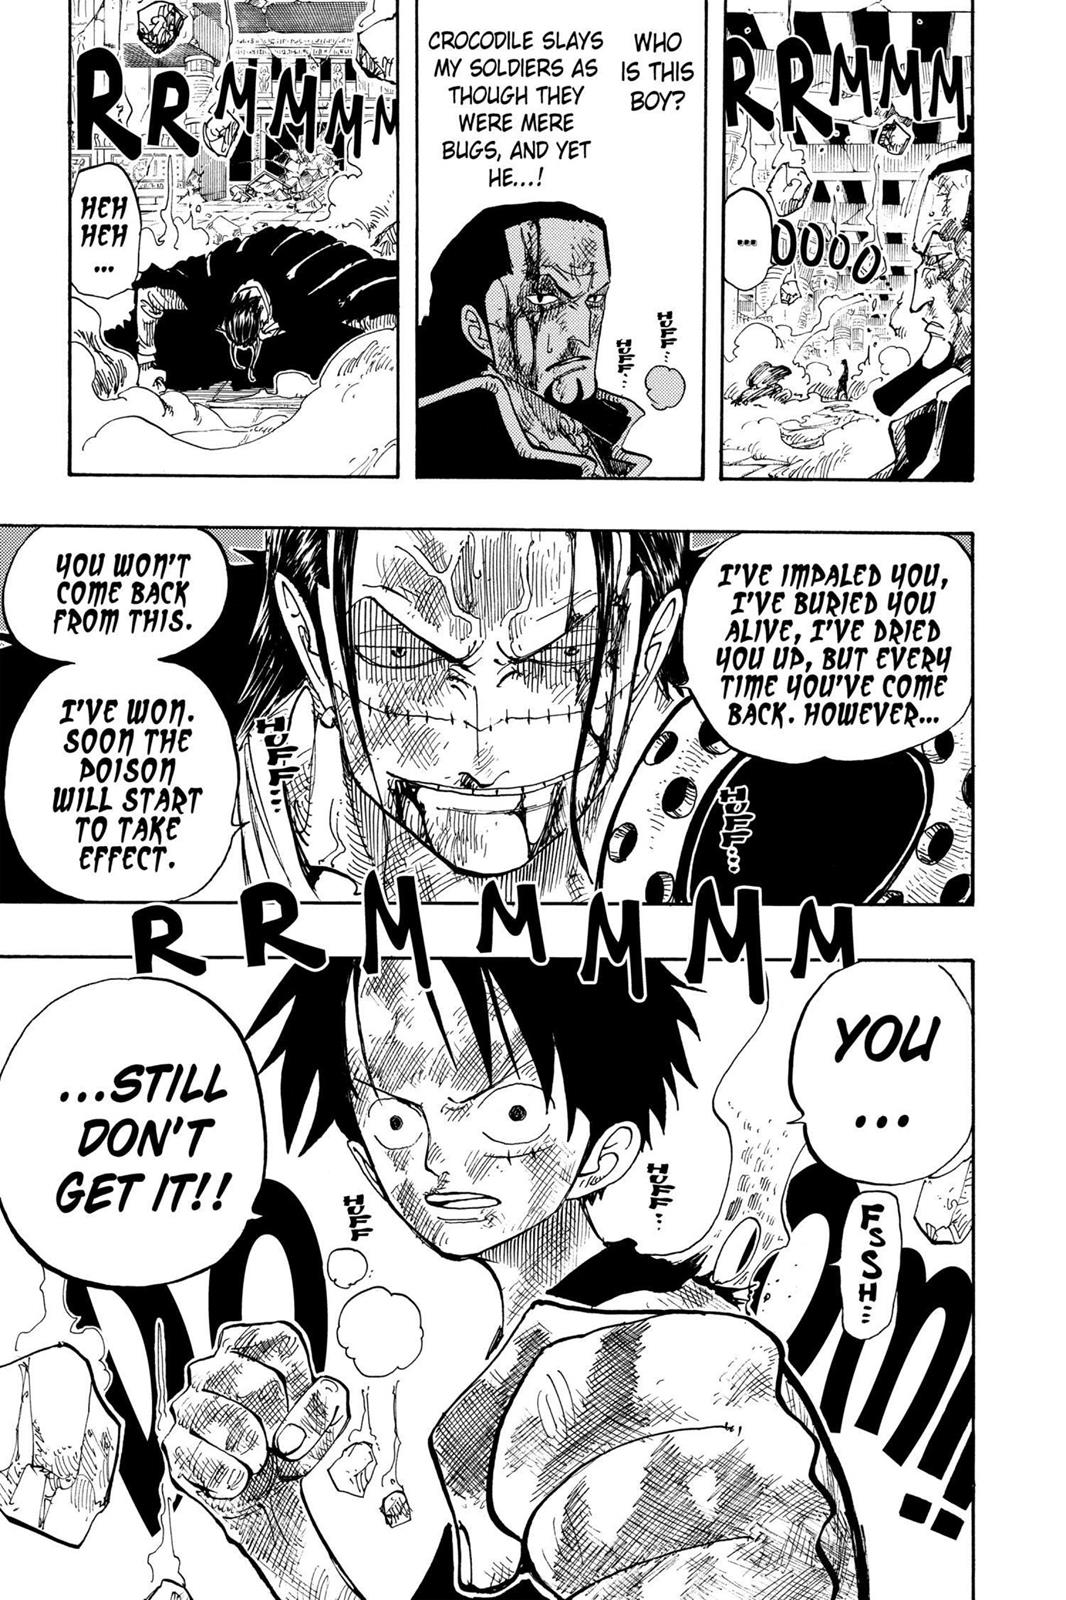 RRMMM
...
OOOO
WHO
IS THIS
BOY?
CROCODILE SLAYS
MY SOLDIERS AS
THOUGH THEY
WERE MERE
BUGS, AND YET
HE...!
HUFF...
HUFF...
RRMMMM
HEH
HEH
...
I'VE IMPALED YOU,
I'VE BURIED YOU
ALIVE, I'VE DRIED
YOU UP, BUT EVERY
TIME YOU'VE COME
BACK. HOWEVER...
YOU WON'T
COME BACK
FROM THIS.
I'VE WON.
SOON THE
POISON
WILL START
TO TAKE
EFFECT.
HUFF...
HUFF...
RRMMMMM
YOU
...
...STILL
DON'T
GET IT!!
HUFF...
HUFF
FSSH...